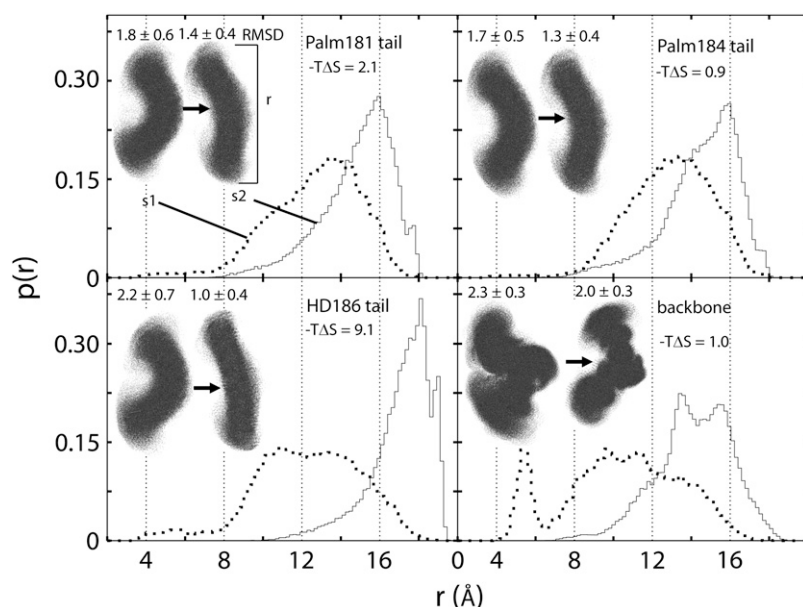 1.8 ± 0.6 1.4 ± 0.4 RMSD
Palm181 tail
-TΔS = 2.1
r
s1
s2
1.7 ± 0.5 1.3 ± 0.4
Palm184 tail
-TΔS = 0.9
0.30
0.15
0
p(r)
2.2 ± 0.7 1.0 ± 0.4
HD186 tail
-TΔS = 9.1
2.3 ± 0.3 2.0 ± 0.3
backbone
-TΔS = 1.0
0.30
0.15
0
4 8 12 16 0 4 8 12 16
r (Å)